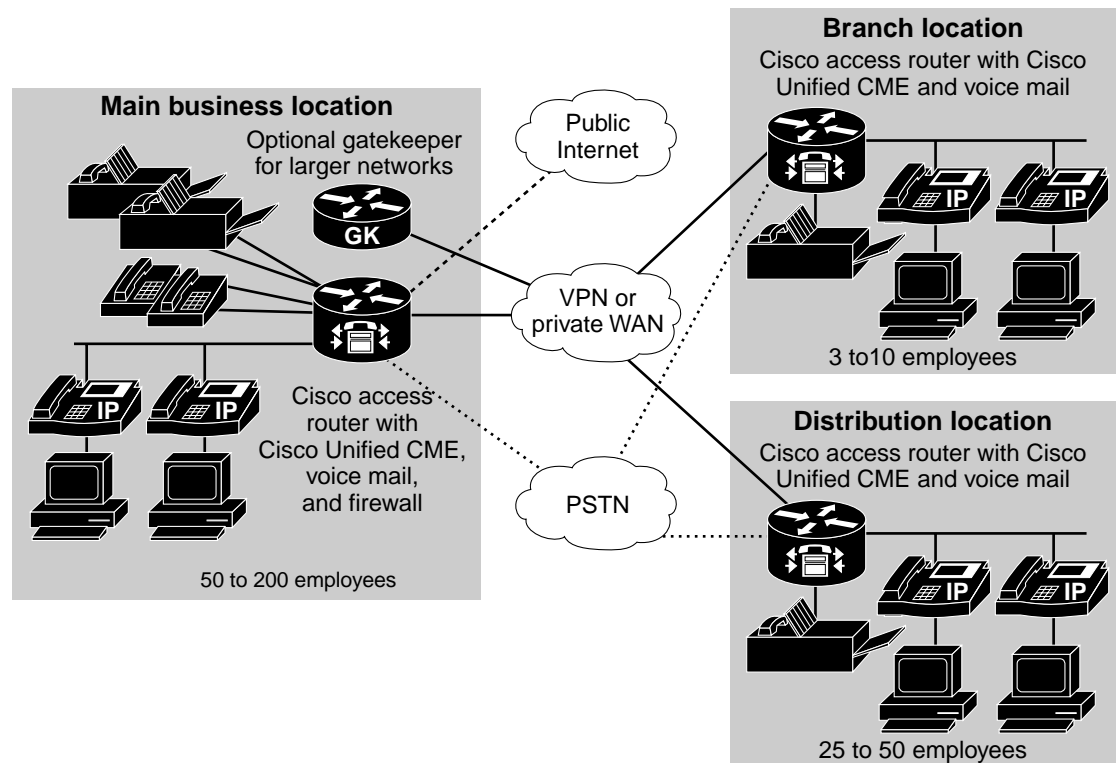 Main business location
Optional gatekeeper
for larger networks
GK
IP
IP
Cisco access
router with
Cisco Unified CME,
voice mail,
and firewall
50 to 200 employees
Public
Internet
VPN or
private WAN
PSTN
Branch location
Cisco access router with Cisco
Unified CME and voice mail
IP
IP
3 to10 employees
Distribution location
Cisco access router with Cisco
Unified CME and voice mail
IP
IP
25 to 50 employees